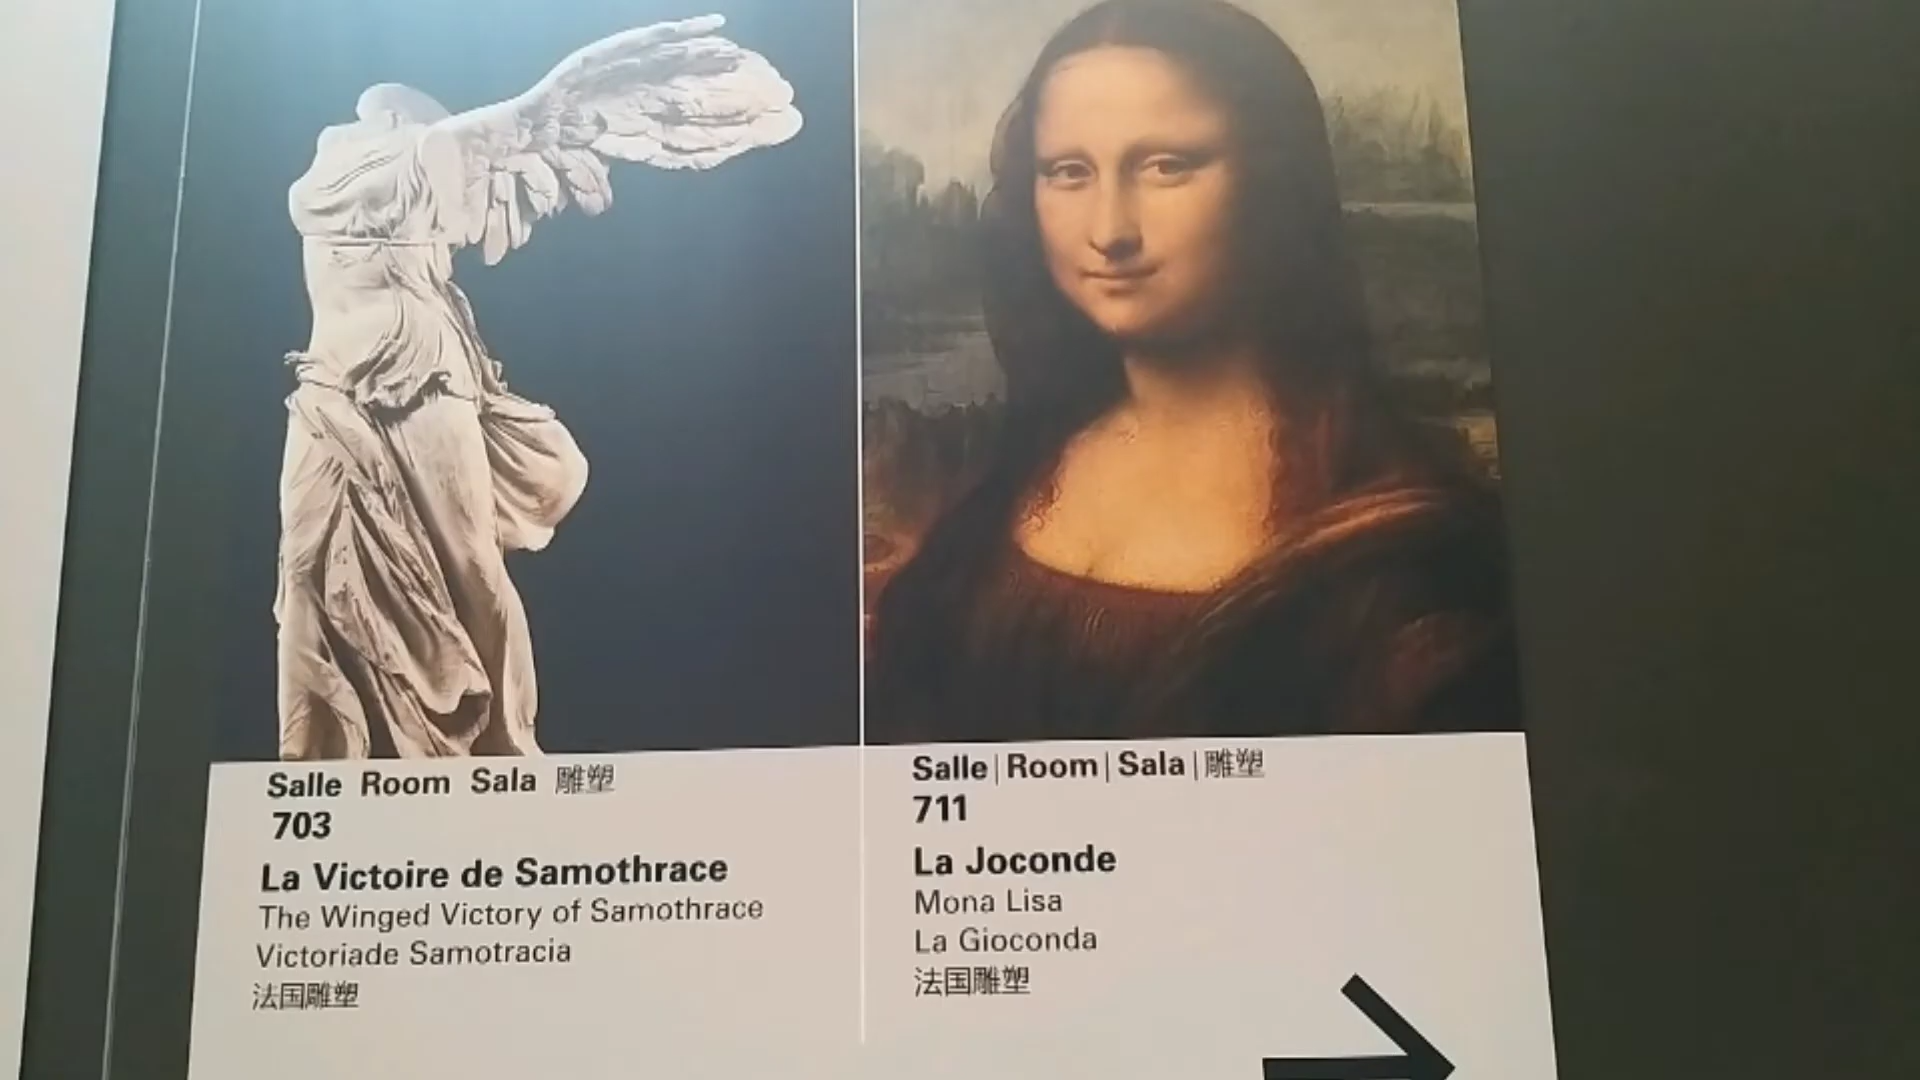 Salle Room Sala 雕塑
703
La Victoire de Samothrace
The Winged Victory of Samothrace
Victoriade Samotracia
法国雕塑
Salle|Room|Sala|雕塑
711
La Joconde
Mona Lisa
La Gioconda
法国雕塑